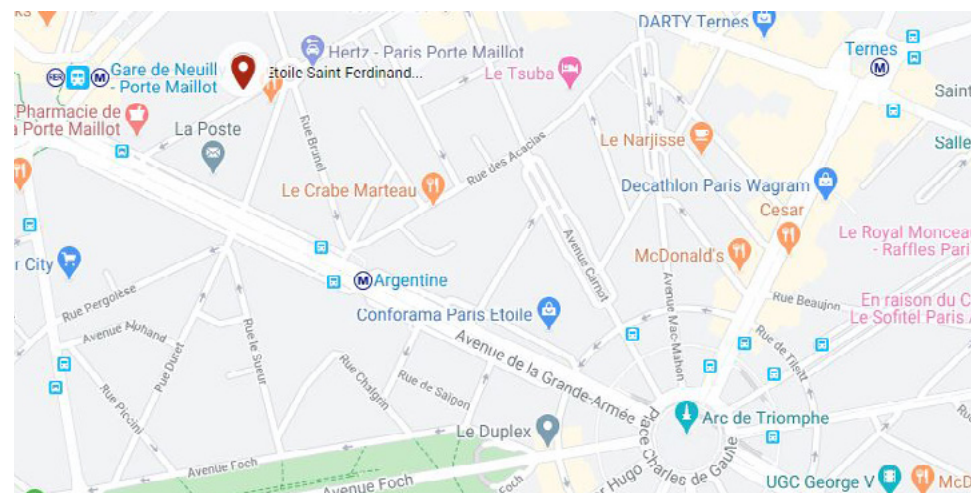 ks
DARTY Ternes
Hertz - Paris Porte Maillot
Ternes
RER
M
Gare de Neuill
- Porte Maillot
Etoile Saint Ferdinand...
Le Tsuba
M
Saint
Pharmacie de
a Porte Maillot
La Poste
Rue Brunel
Rue des Acacias
Le Narjisse
Salle
Le Crabe Marteau
Decathlon Paris Wagram
Cesar
Le Royal Monceau
- Raffles Pari
McDonald's
r City
Avenue Carnot
M
Argentine
Rue Pergolèse
Conforama Paris Etoile
Avenue Mac-Mahon
Rue Beaujon
En raison du C
Le Sofitel Paris A
Avenue de la Grande-Armée
Rue de Tilsitt
Rue Duret
Rue le Sueur
Rue Chalgrin
Rue de Saigon
Rue Piccini
Arc de Triomphe
Le Duplex
Place Charles de Gaulle
Avenue Foch
Avenue Foch
r Hugo
UGC George V
McD